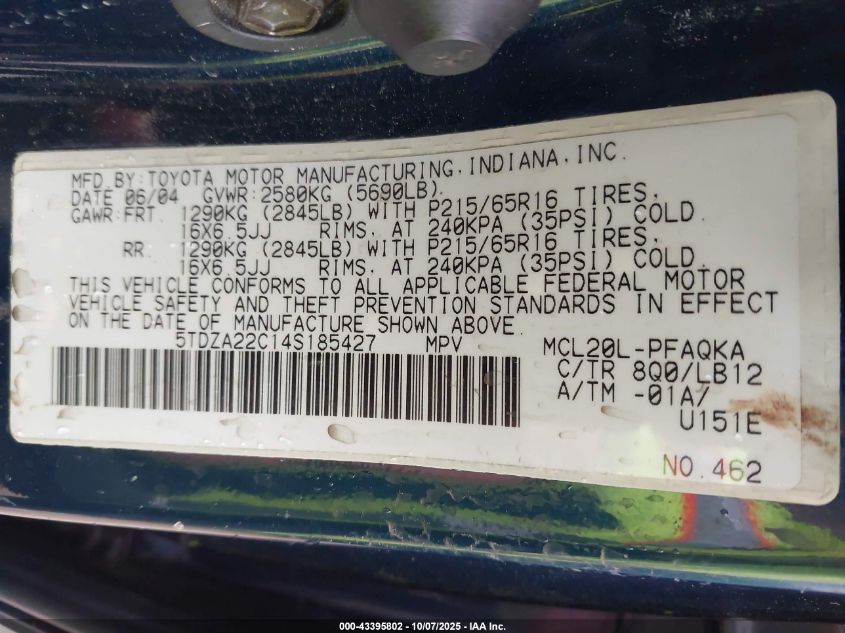 MFD.BY:TOYOTA MOTOR MANUFACTURING,INDIANA,INC.
DATE 06/04 GVWR:2580KG (5690LB).
GAWR:FRT. 1290KG (2845LB) WITH P215/65R16 TIRES,
16X6.5JJ RIMS, AT 240KPA (35PSI) COLD.
RR. 1290KG (2845LB) WITH P215/65R16 TIRES,
16X6.5JJ RIMS, AT 240KPA (35PSI) COLD.
THIS VEHICLE CONFORMS TO ALL APPLICABLE FEDERAL MOTOR
VEHICLE SAFETY AND THEFT PREVENTION STANDARDS IN EFFECT
ON THE DATE OF MANUFACTURE SHOWN ABOVE.
5TDZA22C14S185427 MPV MCL20L-PFAQKA
C/TR 8Q0/LB12
A/TM -01A/
U151E
NO.462
000-43395802 - 10/07/2025 - IAA Inc.